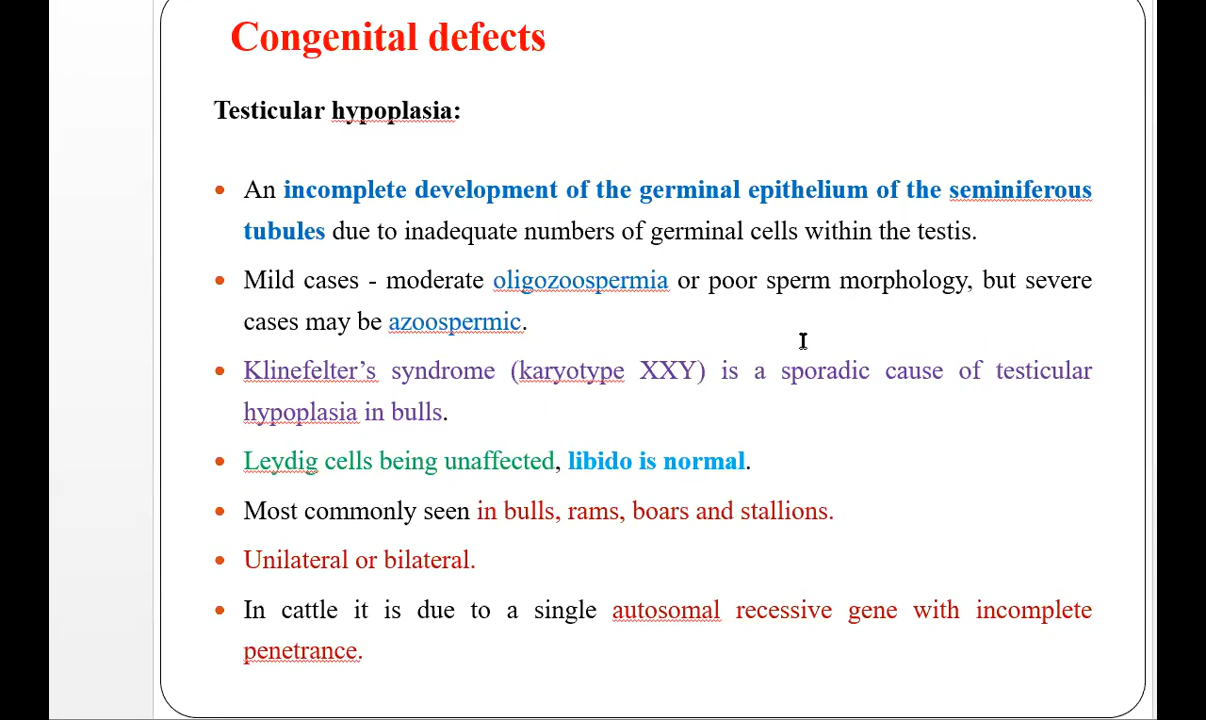 Congenital defects
Testicular hypoplasia:
• An incomplete development of the germinal epithelium of the seminiferous
tubules due to inadequate numbers of germinal cells within the testis.
• Mild cases - moderate oligozoospermia or poor sperm morphology, but severe
cases may be azoospermic.
• Klinefelter’s syndrome (karyotype XXY) is a sporadic cause of testicular
hypoplasia in bulls.
• Leydig cells being unaffected, libido is normal.
• Most commonly seen in bulls, rams, boars and stallions.
• Unilateral or bilateral.
• In cattle it is due to a single autosomal recessive gene with incomplete
penetrance.